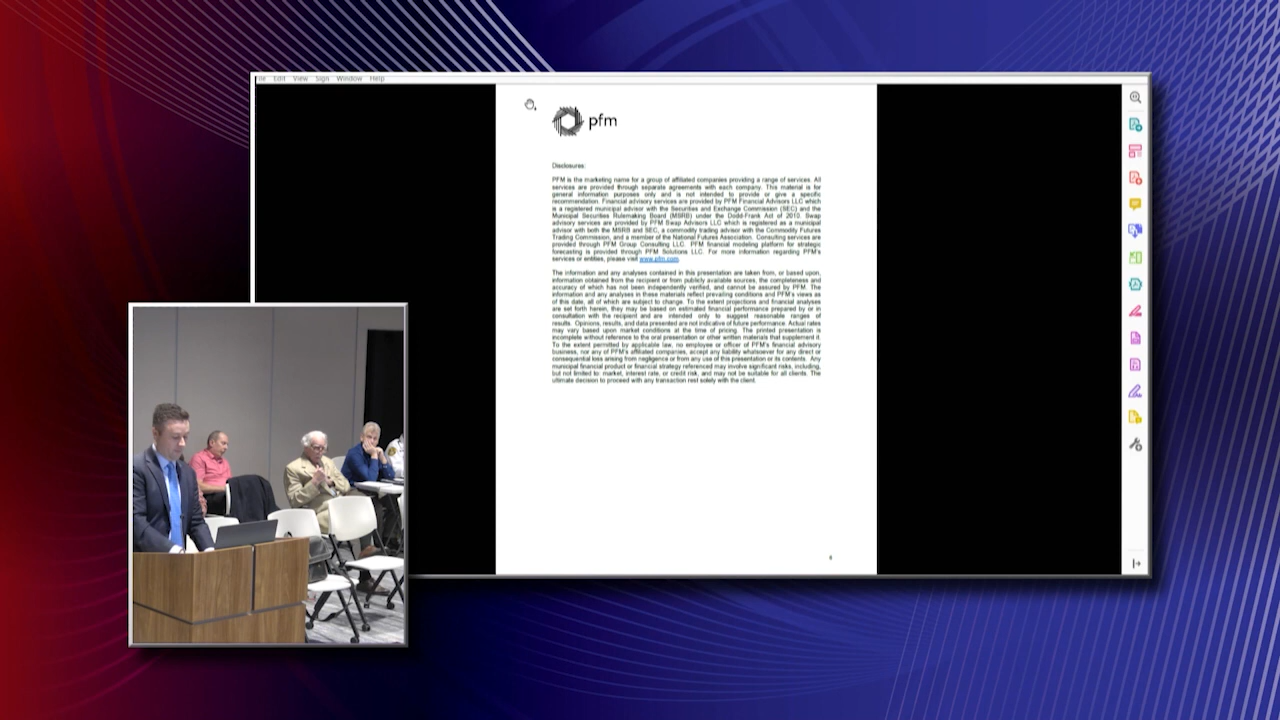 File Edit View Sign Window Help
pfm
Disclosures:
PFM is the marketing name for a group of affiliated companies providing a range of services. All
services are provided through separate agreements with each company. This material is for
general information purposes only and is not intended to provide or give a specific
recommendation. Financial advisory services are provided by PFM Financial Advisors LLC which
is a registered municipal advisor with the Securities and Exchange Commission (SEC) and the
Municipal Securities Rulemaking Board (MSRB) under the Dodd-Frank Act of 2010. Swap
advisory services are provided by PFM Swap Advisors LLC which is registered as a municipal
advisor with both the MSRB and SEC, a commodity trading advisor with the Commodity Futures
Trading Commission, and a member of the National Futures Association. Consulting services are
provided through PFM Group Consulting LLC. PFM financial modeling platform for strategic
forecasting is provided through PFM Solutions LLC. For more information regarding PFM's
services or entities, please visit www.pfm.com.
The information and any analyses contained in this presentation are taken from, or based upon,
information obtained from the recipient or from publicly available sources, the completeness and
accuracy of which has not been independently verified, and cannot be assured by PFM. The
information and any analyses in these materials reflect prevailing conditions and PFM's views as
of this date, all of which are subject to change. To the extent projections and financial analyses
are set forth herein, they may be based on estimated financial performance prepared by or in
consultation with the recipient and are intended only to suggest reasonable ranges of
results. Opinions, results, and data presented are not indicative of future performance. Actual rates
may vary based upon market conditions at the time of pricing. The printed presentation is
incomplete without reference to the oral presentation or other written materials that supplement it.
To the extent permitted by applicable law, no employee or officer of PFM's financial advisory
business, nor any of PFM's affiliated companies, accept any liability whatsoever for any direct or
consequential loss arising from negligence or from any use of this presentation or its contents. Any
municipal financial product or financial strategy referenced may involve significant risks, including,
but not limited to: market, interest rate, or credit risk, and may not be suitable for all clients. The
ultimate decision to proceed with any transaction rest solely with the client.